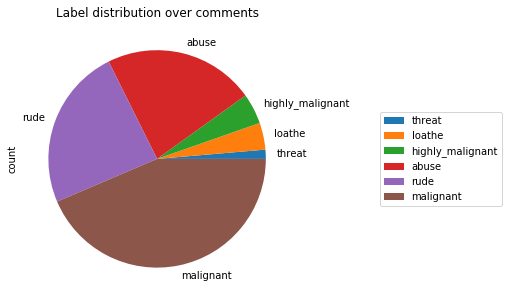 Label distribution over comments
abuse
highly_malignant
rude
loathe
threat
count
malignant
threat
loathe
highly_malignant
abuse
rude
malignant